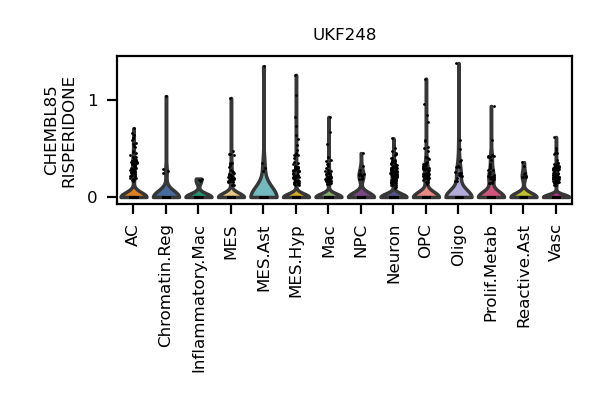 UKF248
CHEMBL85
RISPERIDONE
1
0
AC
Chromatin.Reg
Inflammatory.Mac
MES
MES.Ast
MES.Hyp
Mac
NPC
Neuron
OPC
Oligo
Prolif.Metab
Reactive.Ast
Vasc